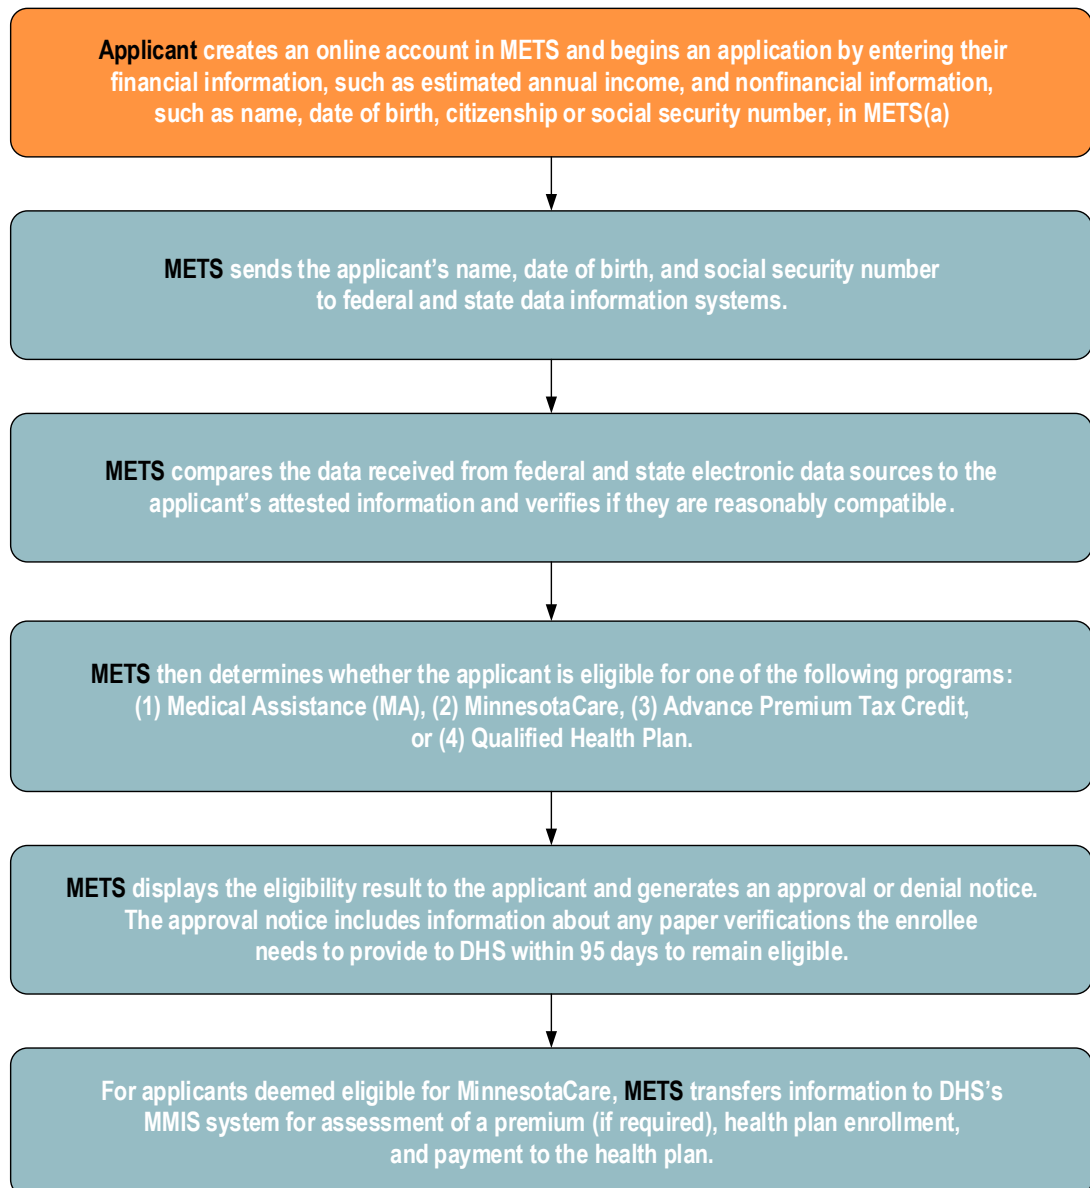 Applicant creates an online account in METS and begins an application by entering their
financial information, such as estimated annual income, and nonfinancial information,
such as name, date of birth, citizenship or social security number, in METS(a)
METS sends the applicant's name, date of birth, and social security number
to federal and state data information systems.
METS compares the data received from federal and state electronic data sources to the
applicant's attested information and verifies if they are reasonably compatible.
METS then determines whether the applicant is eligible for one of the following programs:
(1) Medical Assistance (MA), (2) MinnesotaCare, (3) Advance Premium Tax Credit,
or (4) Qualified Health Plan.
METS displays the eligibility result to the applicant and generates an approval or denial notice.
The approval notice includes information about any paper verifications the enrollee
needs to provide to DHS within 95 days to remain eligible.
For applicants deemed eligible for MinnesotaCare, METS transfers information to DHS's
MMIS system for assessment of a premium (if required), health plan enrollment,
and payment to the health plan.